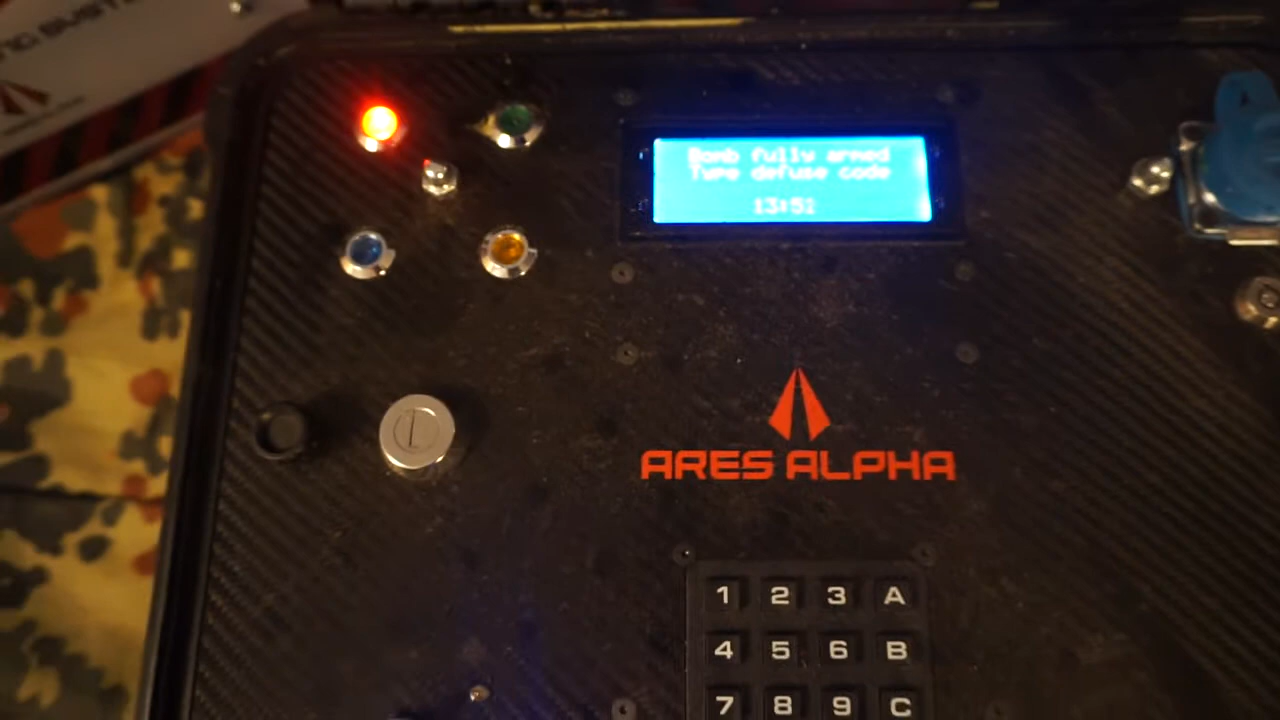 Bomb fully armed
Type defuse code
13:51
ARES ALPHA
1 2 3 A
4 5 6 B
7 8 9 C